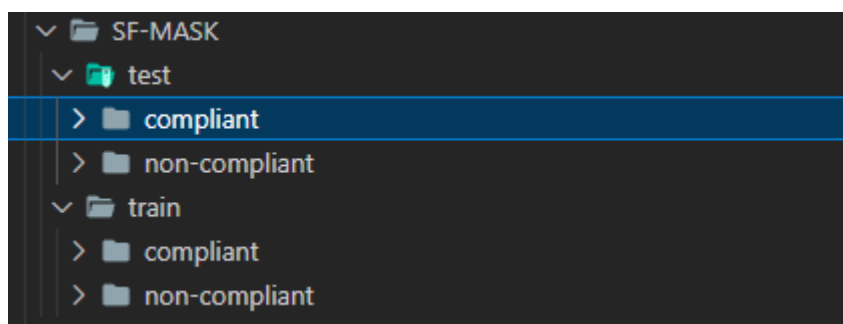 SF-MASK
test
compliant
non-compliant
train
compliant
non-compliant